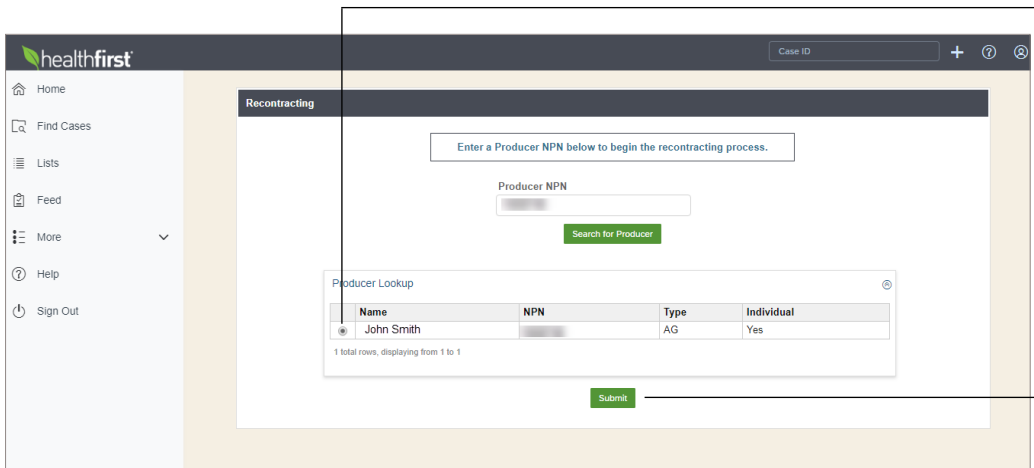 healthfirst
Case ID
Home
Find Cases
Lists
Feed
More
Help
Sign Out
Recontracting
Enter a Producer NPN below to begin the recontracting process.
Producer NPN
Search for Producer
Producer Lookup
Name NPN Type Individual
John Smith AG Yes
1 total rows, displaying from 1 to 1
Submit